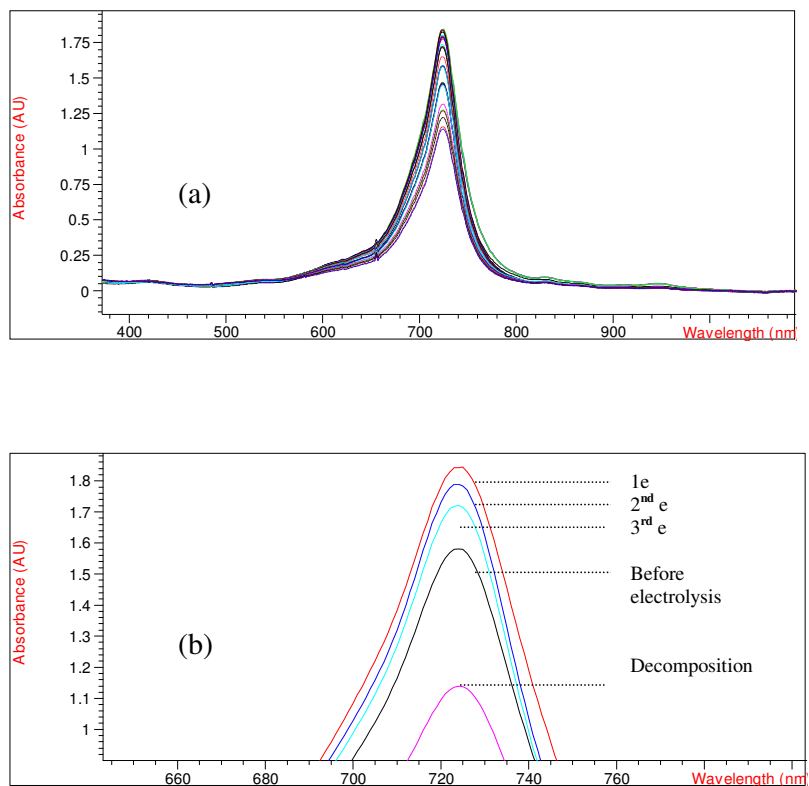 1.75
1.5
1.25
1
0.75
0.5
0.25
0
Absorbance (AU)
(a)
400 500 600 700 800 900 Wavelength (nm
1.8
1.7
1.6
1.5
1.4
1.3
1.2
1.1
1
Absorbance (AU)
(b)
1e
2nd e
3rd e
Before
electrolysis
Decomposition
660 680 700 720 740 760 Wavelength (nm)